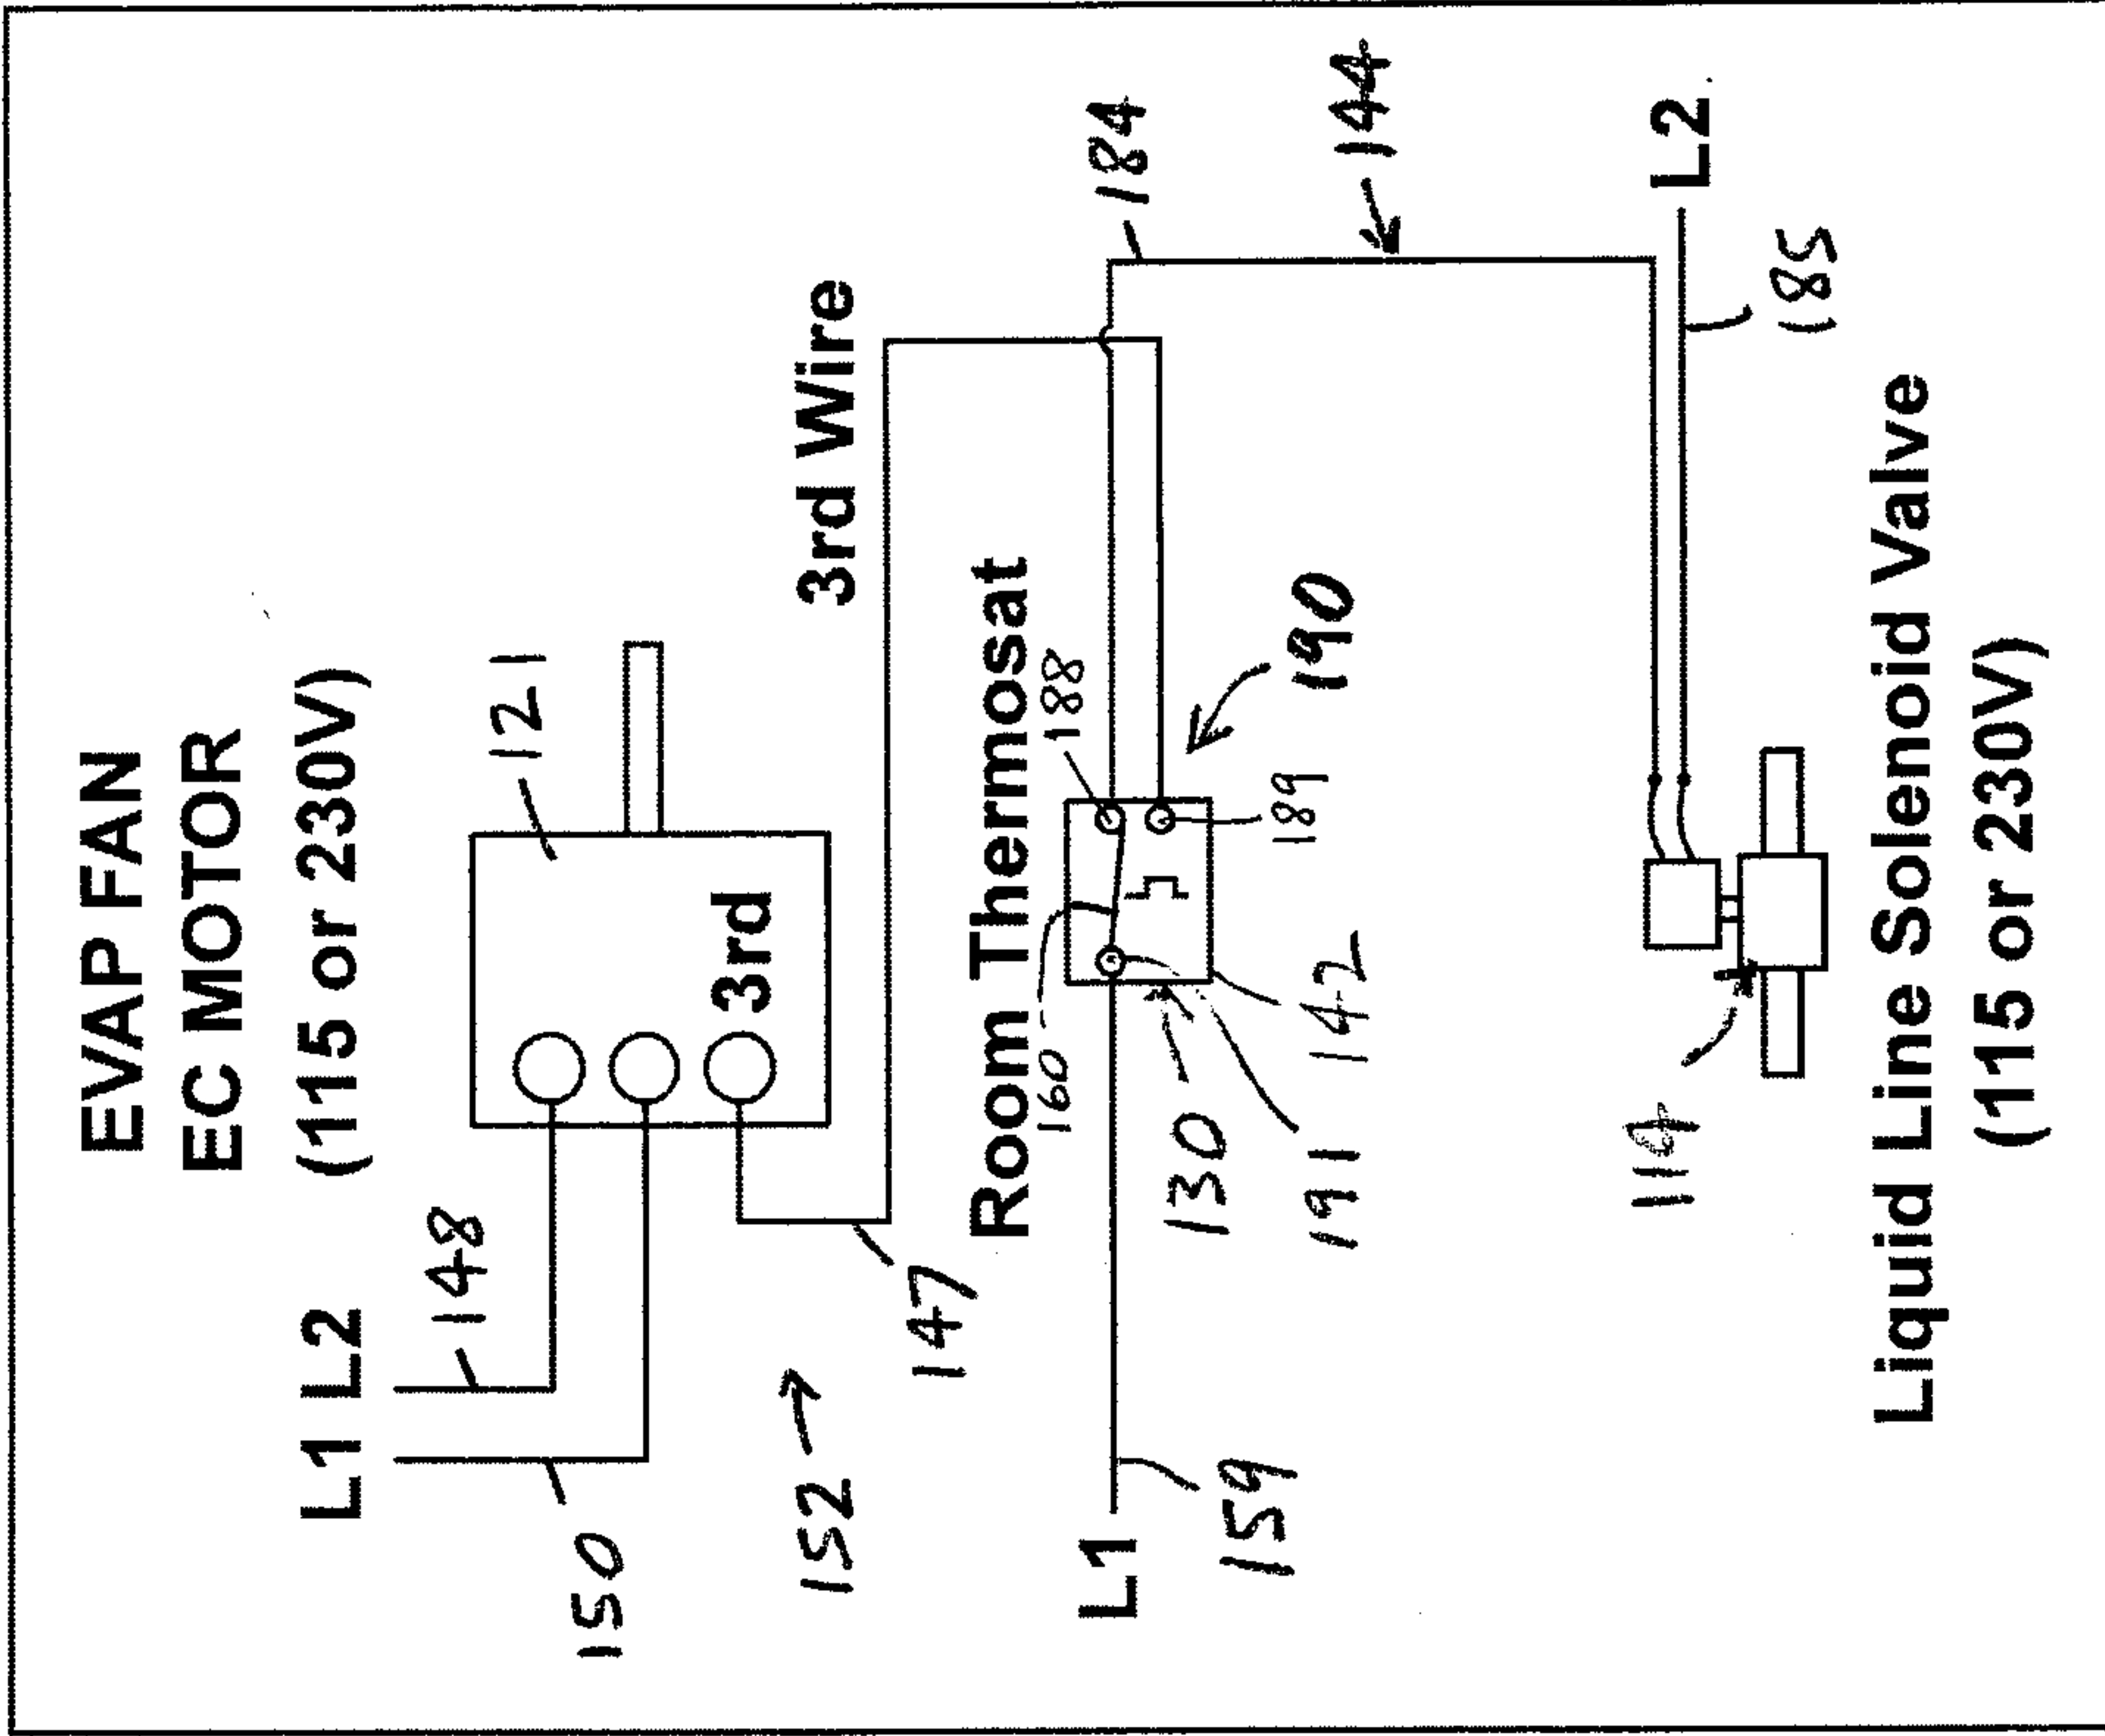 EVAP FAN
EC MOTOR
(115 or 230V)
L1 L2
148
150
121
3rd
152
147
3rd Wire
Room Thermosat
188
160
184
144
190
189
L1
159
130
191
142
L2
185
114
Liquid Line Solenoid Valve
(115 or 230V)